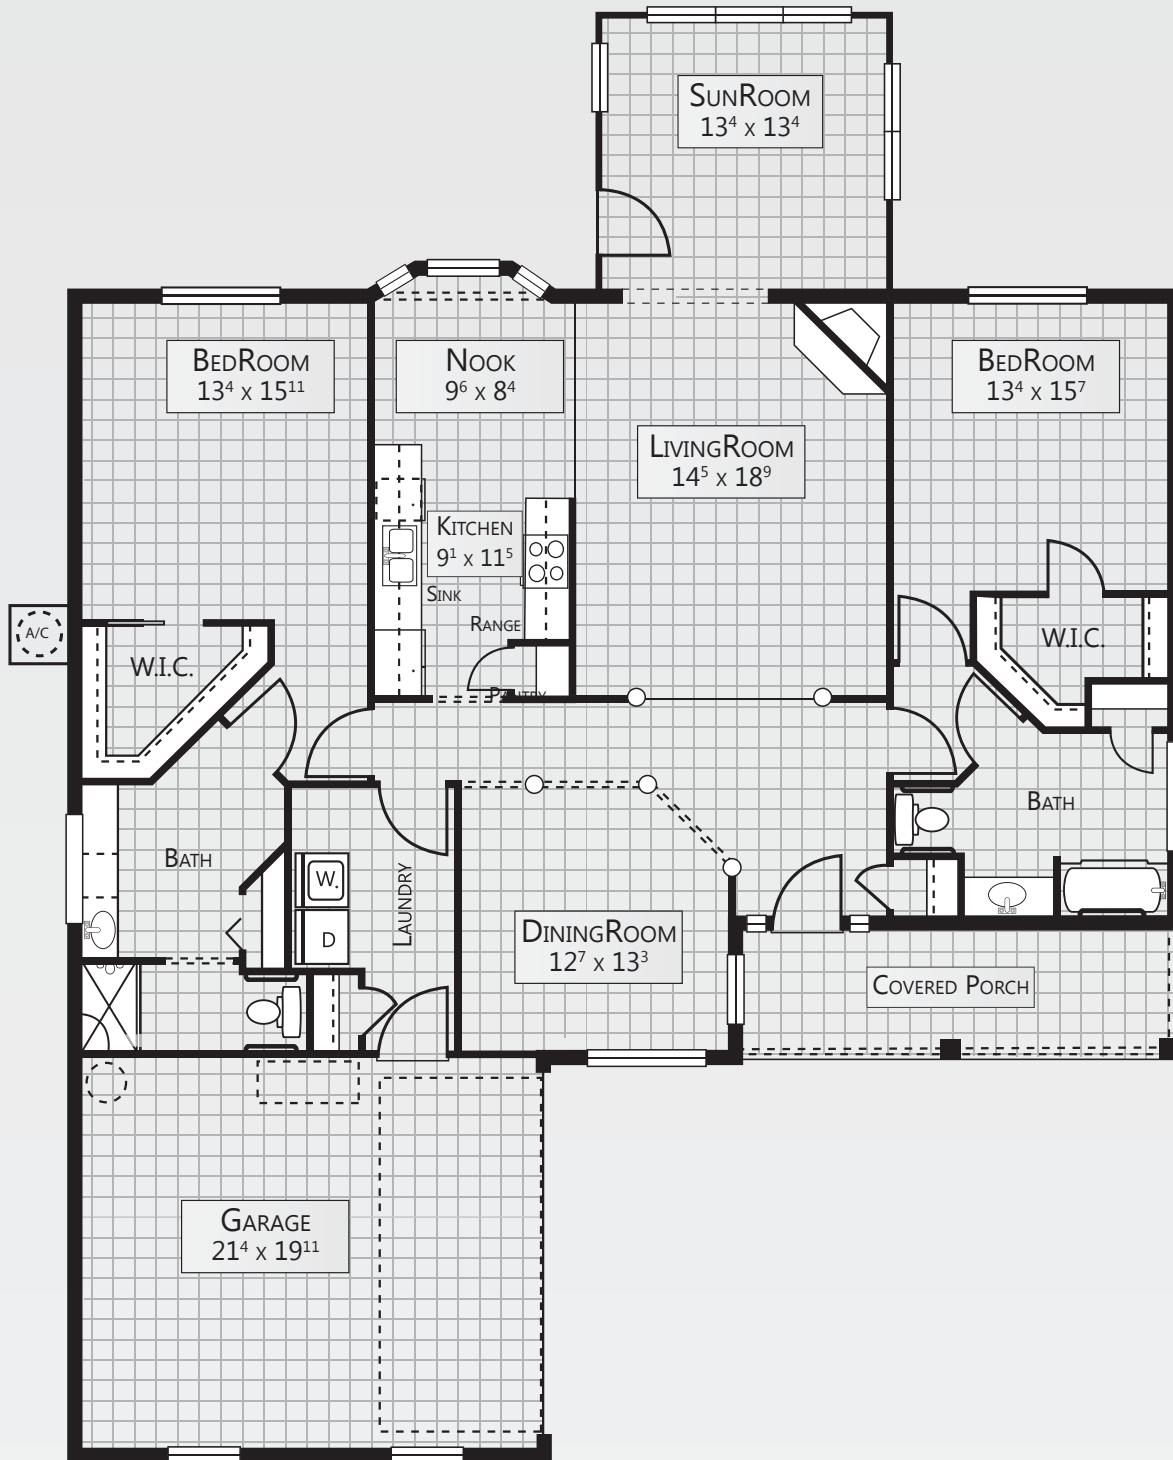 SunRoom
13⁴ x 13⁴
BedRoom
13⁴ x 15¹¹
Nook
9⁶ x 8⁴
BedRoom
13⁴ x 15⁷
LivingRoom
14⁵ x 18⁹
Kitchen
9¹ x 11⁵
Sink
Range
A/C
W.I.C.
W.I.C.
Pantry
Bath
Bath
W.
D
Laundry
DiningRoom
12⁷ x 13³
Covered Porch
Garage
21⁴ x 19¹¹